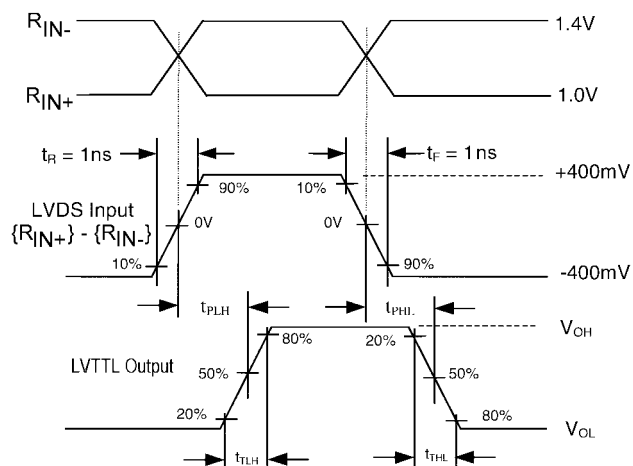 RIN-
1.4V
RIN+
1.0V
tR = 1ns
tF = 1ns
+400mV
90%
10%
LVDS Input
{RIN+} - {RIN-}
0V
0V
10%
90%
-400mV
tPLH
tPHL
VOH
80%
20%
LVTTL Output
50%
50%
20%
80%
VOL
tTLH
tTHL